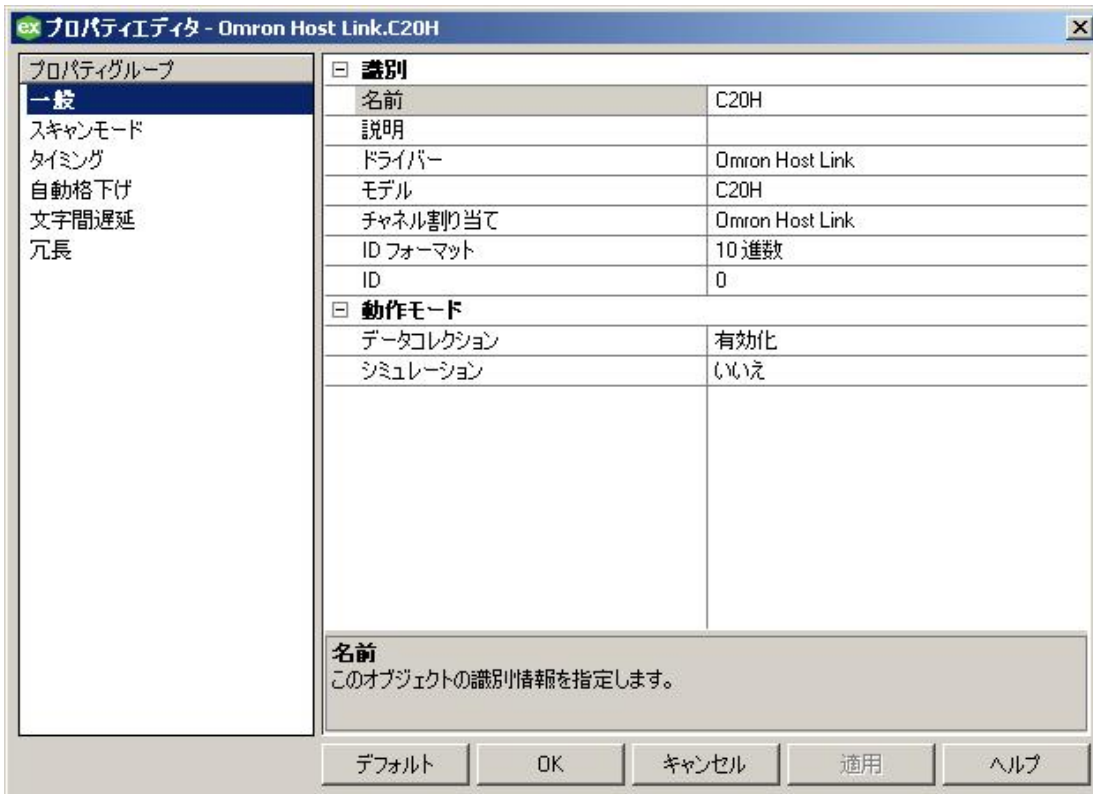 ex プロパティエディタ - Omron Host Link.C20H
プロパティグループ
一般
スキャンモード
タイミング
自動格下げ
文字間遅延
冗長
識別
名前 C20H
説明
ドライバー Omron Host Link
モデル C20H
チャネル割り当て Omron Host Link
ID フォーマット 10 進数
ID 0
動作モード
データコレクション 有効化
シミュレーション いいえ
名前
このオブジェクトの識別情報を指定します。
デフォルト OK キャンセル 適用 ヘルプ